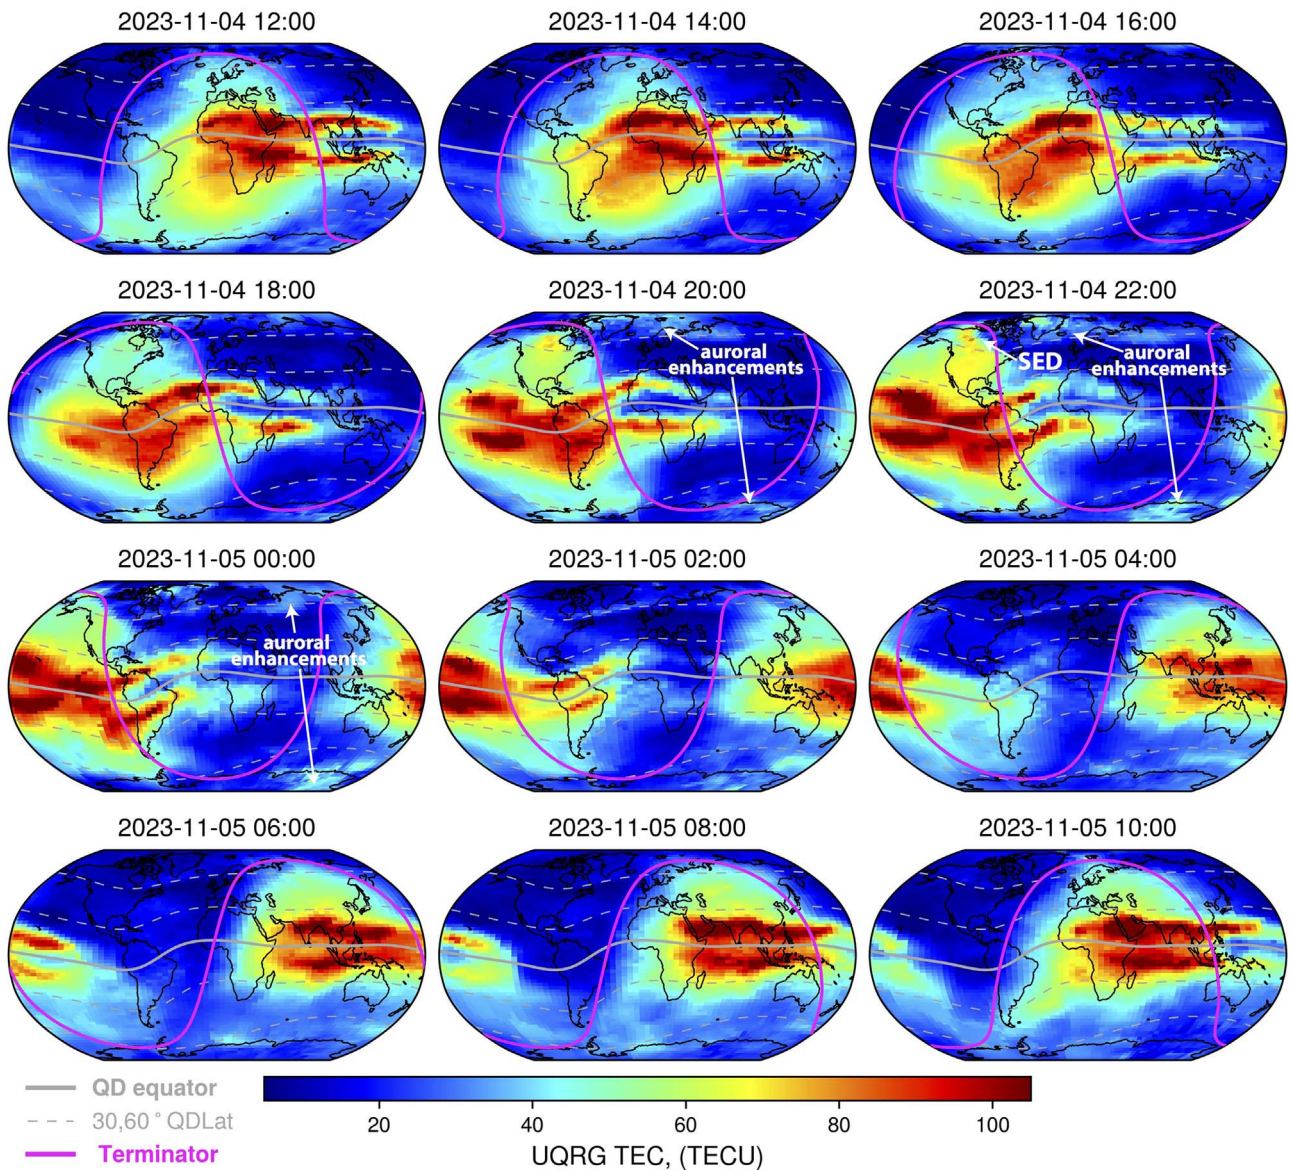 2023-11-04 12:00
2023-11-04 14:00
2023-11-04 16:00
2023-11-04 18:00
2023-11-04 20:00
2023-11-04 22:00
auroral
enhancements
SED
auroral
enhancements
2023-11-05 00:00
2023-11-05 02:00
2023-11-05 04:00
auroral
enhancements
2023-11-05 06:00
2023-11-05 08:00
2023-11-05 10:00
QD equator
30,60 ° QDLat
Terminator
20
40
60
80
100
UQRG TEC, (TECU)